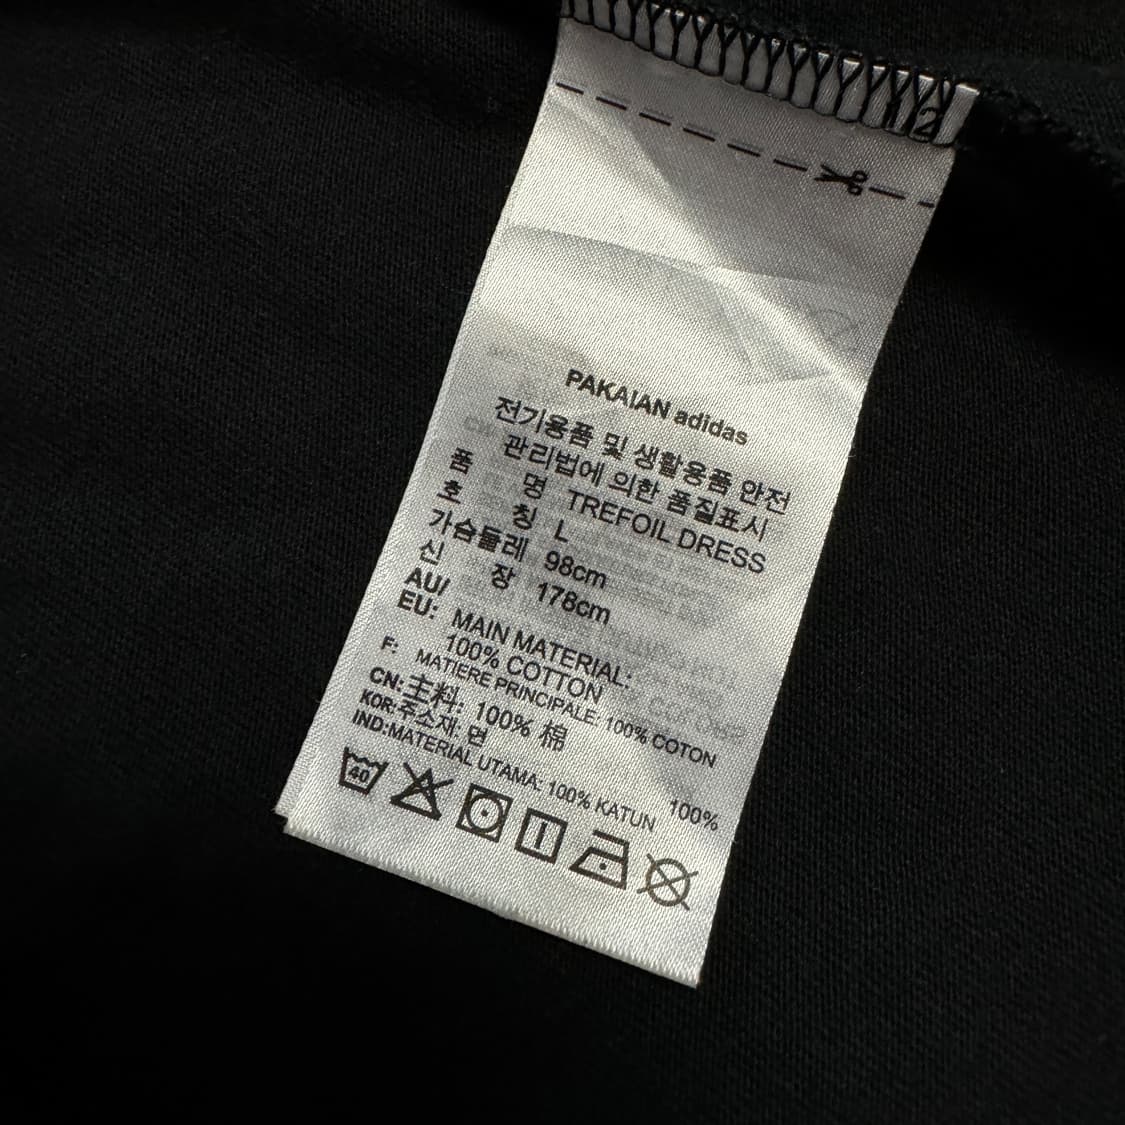 12
PAKAIAN adidas
전기용품 및 생활용품 안전
관리법에 의한 품질표시
품 명 TREFOIL DRESS
호 칭 L
가슴둘레 98cm
신 장 178cm
AU/
EU: MAIN MATERIAL:
100% COTTON
F: MATIERE PRINCIPALE: 100% COTON
CN: 主料: 100% 棉
KOR: 주소재: 면 100%
IND: MATERIAL UTAMA: 100% KATUN
40